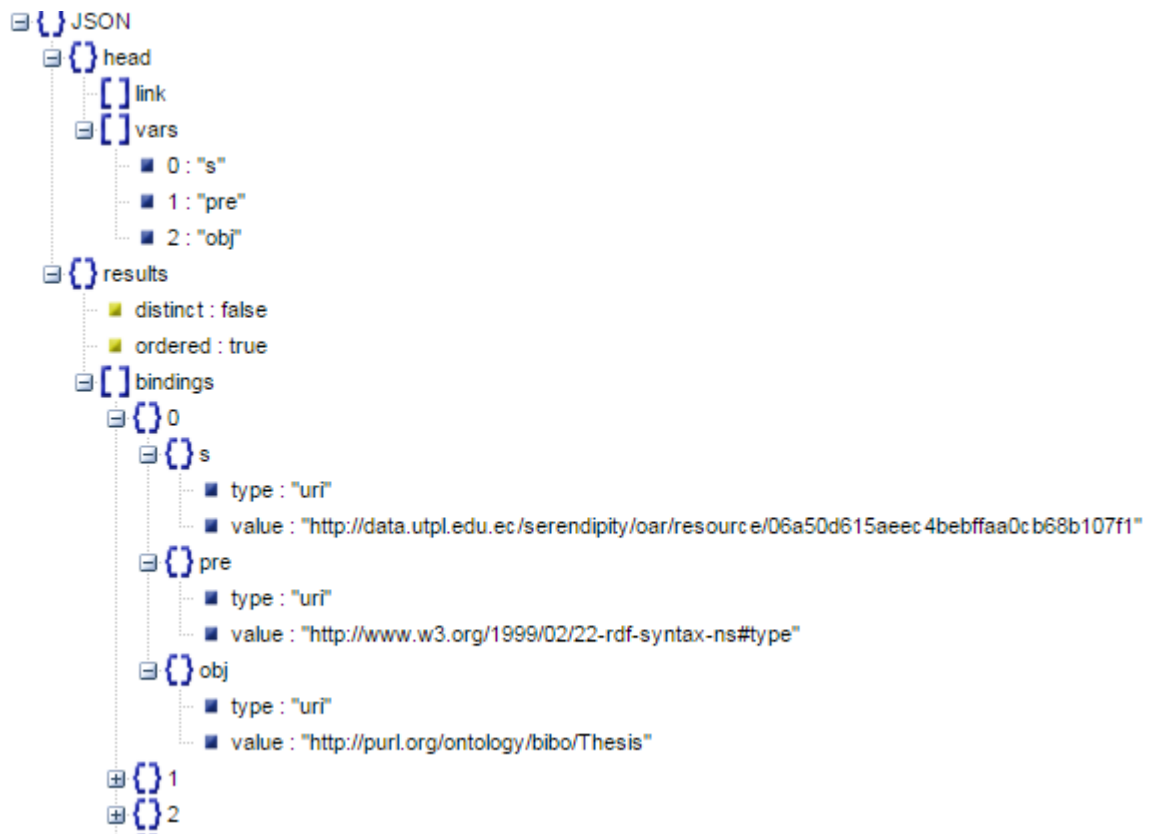 JSON
head
link
vars
0 : "s"
1 : "pre"
2 : "obj"
results
distinct : false
ordered : true
bindings
0
s
type : "uri"
value : "http://data.utpl.edu.ec/serendipity/oar/resource/06a50d615aeec4bebffaa0cb68b107f1"
pre
type : "uri"
value : "http://www.w3.org/1999/02/22-rdf-syntax-ns#type"
obj
type : "uri"
value : "http://purl.org/ontology/bibo/Thesis"
1
2